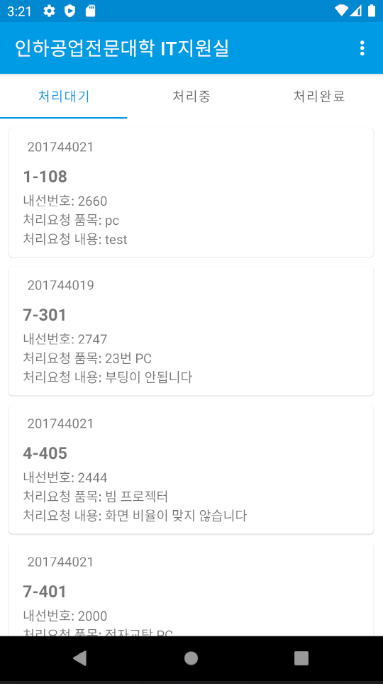 3:21
인하공업전문대학 IT지원실
처리대기 처리중 처리완료
201744021
1-108
내선번호: 2660
처리요청 품목: pc
처리요청 내용: test
201744019
7-301
내선번호: 2747
처리요청 품목: 23번 PC
처리요청 내용: 부팅이 안됩니다
201744021
4-405
내선번호: 2444
처리요청 품목: 빔 프로젝터
처리요청 내용: 화면 비율이 맞지 않습니다
201744021
7-401
내선번호: 2000
처리요청 품목: 전자교탁 PC